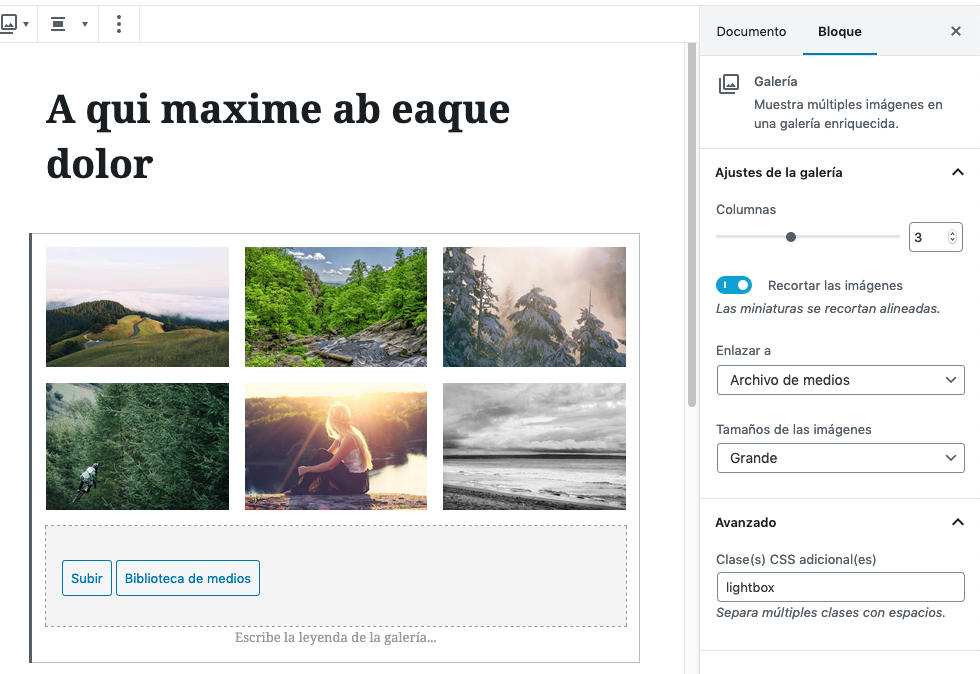 Documento
Bloque
A qui maxime ab eaque
dolor
Subir
Biblioteca de medios
Escribe la leyenda de la galería...
Galería
Muestra múltiples imágenes en
una galería enriquecida.
Ajustes de la galería
Columnas
3
Recortar las imágenes
Las miniaturas se recortan alineadas.
Enlazar a
Archivo de medios
Tamaños de las imágenes
Grande
Avanzado
Clase(s) CSS adicional(es)
lightbox
Separa múltiples clases con espacios.